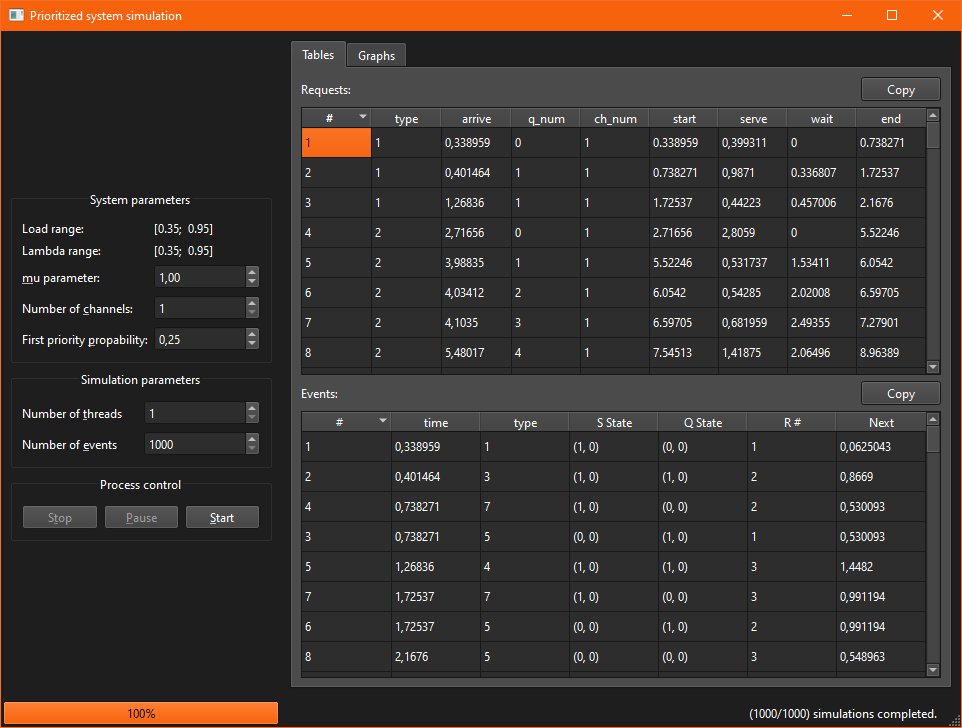 Prioritized system simulation
Tables Graphs
Requests: Copy
# type arrive q_num ch_num start serve wait end
1 1 0,338959 0 1 0.338959 0,399311 0 0.738271
2 1 0,401464 1 1 0.738271 0,9871 0.336807 1.72537
3 1 1,26836 1 1 1.72537 0,44223 0.457006 2.1676
4 2 2,71656 0 1 2.71656 2,8059 0 5.52246
5 2 3,98835 1 1 5.52246 0,531737 1.53411 6.0542
6 2 4,03412 2 1 6.0542 0,54285 2.02008 6.59705
7 2 4,1035 3 1 6.59705 0,681959 2.49355 7.27901
8 2 5,48017 4 1 7.54513 1,41875 2.06496 8.96389
Events: Copy
# time type S State Q State R # Next
1 0,338959 1 (1, 0) (0, 0) 1 0,0625043
2 0,401464 3 (1, 0) (1, 0) 2 0,8669
4 0,738271 7 (1, 0) (0, 0) 2 0,530093
3 0,738271 5 (0, 0) (1, 0) 1 0,530093
5 1,26836 4 (1, 0) (1, 0) 3 1,4482
7 1,72537 7 (1, 0) (0, 0) 3 0,991194
6 1,72537 5 (0, 0) (1, 0) 2 0,991194
8 2,1676 5 (0, 0) (0, 0) 3 0,548963
System parameters
Load range: [0.35; 0.95]
Lambda range: [0.35; 0.95]
mu parameter: 1,00
Number of channels: 1
First priority propability: 0,25
Simulation parameters
Number of threads 1
Number of events 1000
Process control
Stop Pause Start
100%
(1000/1000) simulations completed.